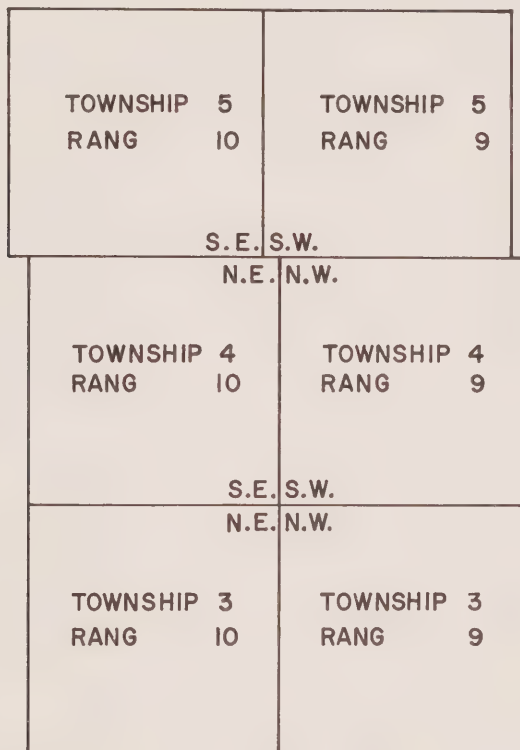 TOWNSHIP 5
RANG 10
TOWNSHIP 5
RANG 9
S.E. S.W.
N.E. N.W.
TOWNSHIP 4
RANG 10
TOWNSHIP 4
RANG 9
S.E. S.W.
N.E. N.W.
TOWNSHIP 3
RANG 10
TOWNSHIP 3
RANG 9